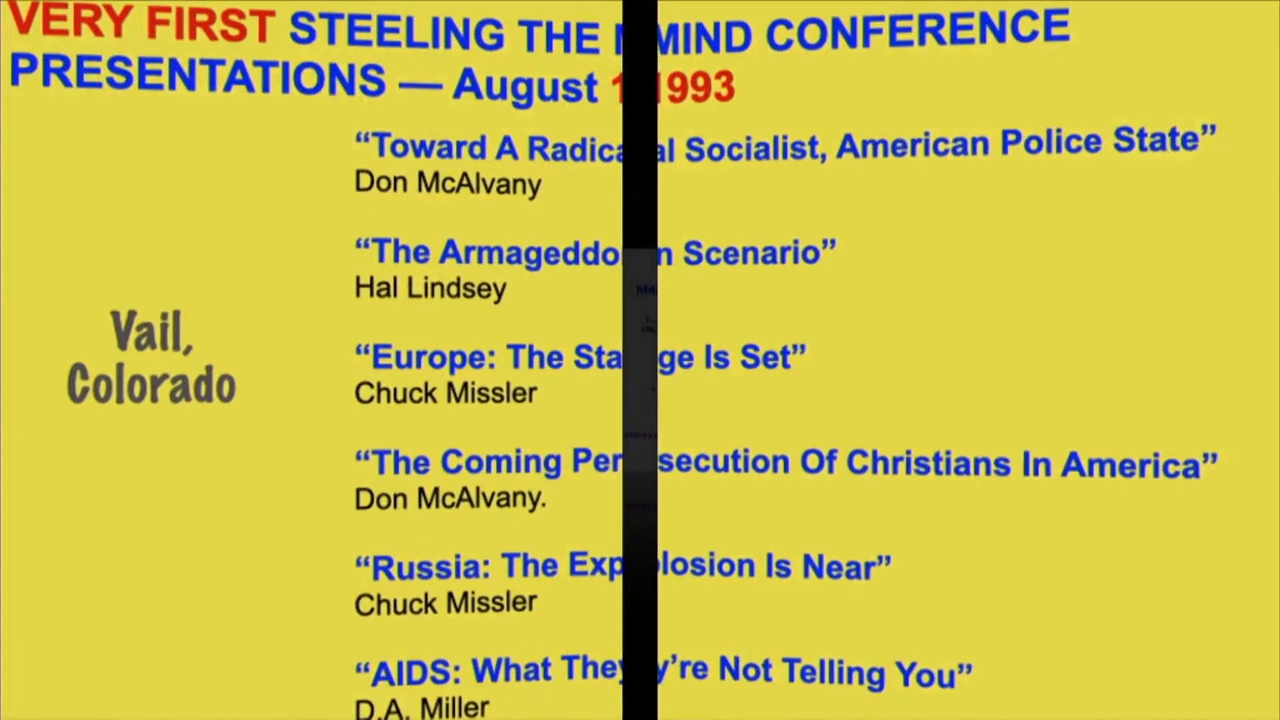 VERY FIRST STEELING THE MIND CONFERENCE
PRESENTATIONS — August 1993
“Toward A Radical Socialist, American Police State”
Don McAlvany
“The Armageddon Scenario”
Hal Lindsey
Vail,
Colorado
“Europe: The Stage Is Set”
Chuck Missler
“The Coming Persecution Of Christians In America”
Don McAlvany.
“Russia: The Explosion Is Near”
Chuck Missler
“AIDS: What They’re Not Telling You”
D.A. Miller